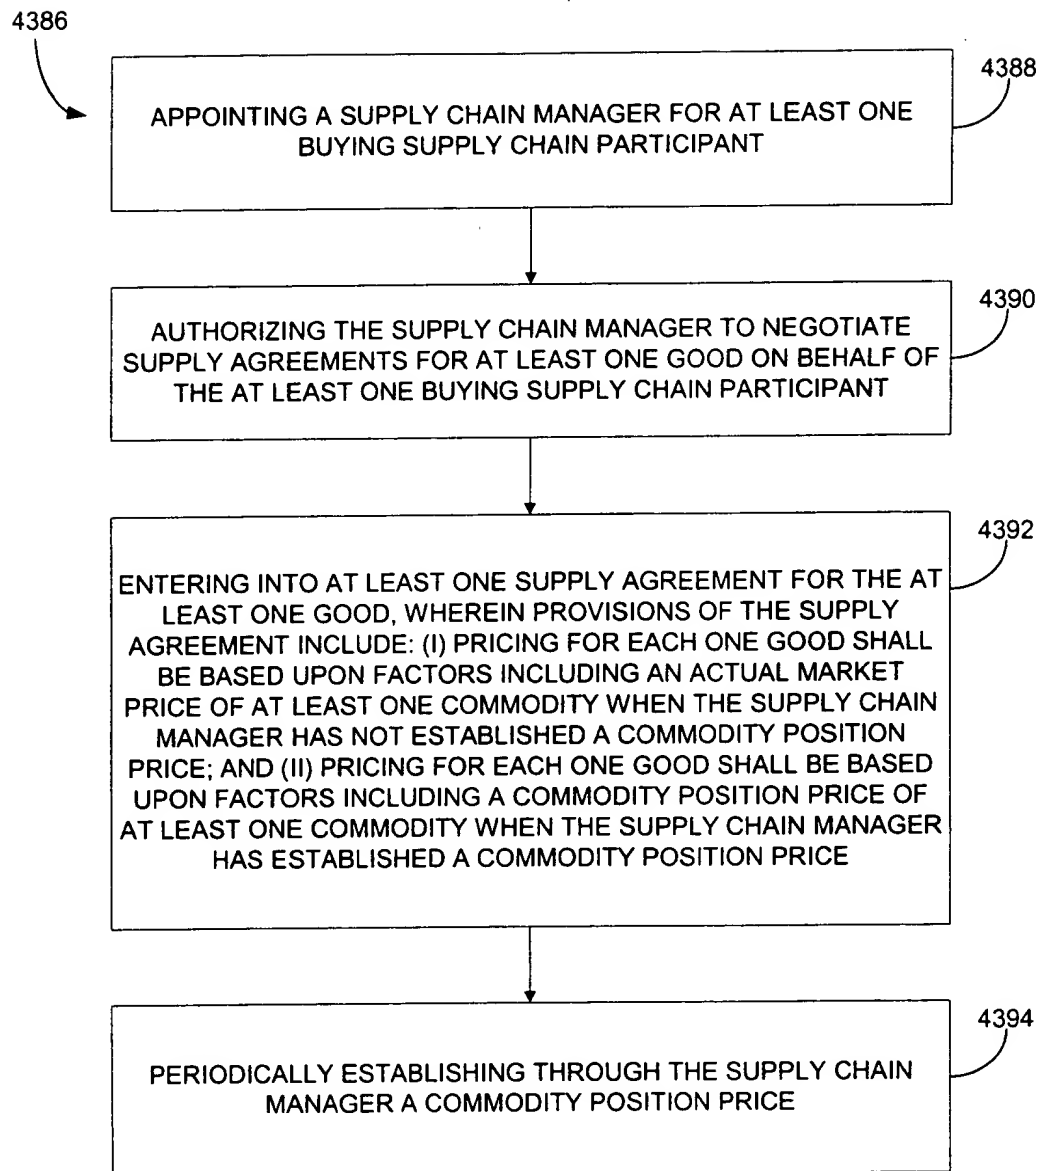 4386
4388
APPOINTING A SUPPLY CHAIN MANAGER FOR AT LEAST ONE
BUYING SUPPLY CHAIN PARTICIPANT
4390
AUTHORIZING THE SUPPLY CHAIN MANAGER TO NEGOTIATE
SUPPLY AGREEMENTS FOR AT LEAST ONE GOOD ON BEHALF OF
THE AT LEAST ONE BUYING SUPPLY CHAIN PARTICIPANT
4392
ENTERING INTO AT LEAST ONE SUPPLY AGREEMENT FOR THE AT
LEAST ONE GOOD, WHEREIN PROVISIONS OF THE SUPPLY
AGREEMENT INCLUDE: (I) PRICING FOR EACH ONE GOOD SHALL
BE BASED UPON FACTORS INCLUDING AN ACTUAL MARKET
PRICE OF AT LEAST ONE COMMODITY WHEN THE SUPPLY CHAIN
MANAGER HAS NOT ESTABLISHED A COMMODITY POSITION
PRICE; AND (II) PRICING FOR EACH ONE GOOD SHALL BE BASED
UPON FACTORS INCLUDING A COMMODITY POSITION PRICE OF
AT LEAST ONE COMMODITY WHEN THE SUPPLY CHAIN MANAGER
HAS ESTABLISHED A COMMODITY POSITION PRICE
4394
PERIODICALLY ESTABLISHING THROUGH THE SUPPLY CHAIN
MANAGER A COMMODITY POSITION PRICE